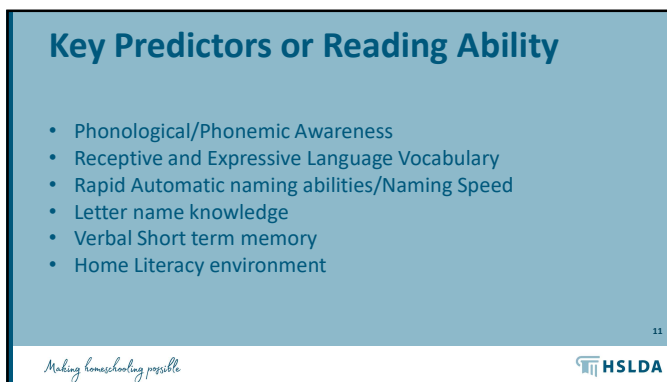 Key Predictors or Reading Ability
• Phonological/Phonemic Awareness
• Receptive and Expressive Language Vocabulary
• Rapid Automatic naming abilities/Naming Speed
• Letter name knowledge
• Verbal Short term memory
• Home Literacy environment
11
Making homeschooling possible
HSLDA